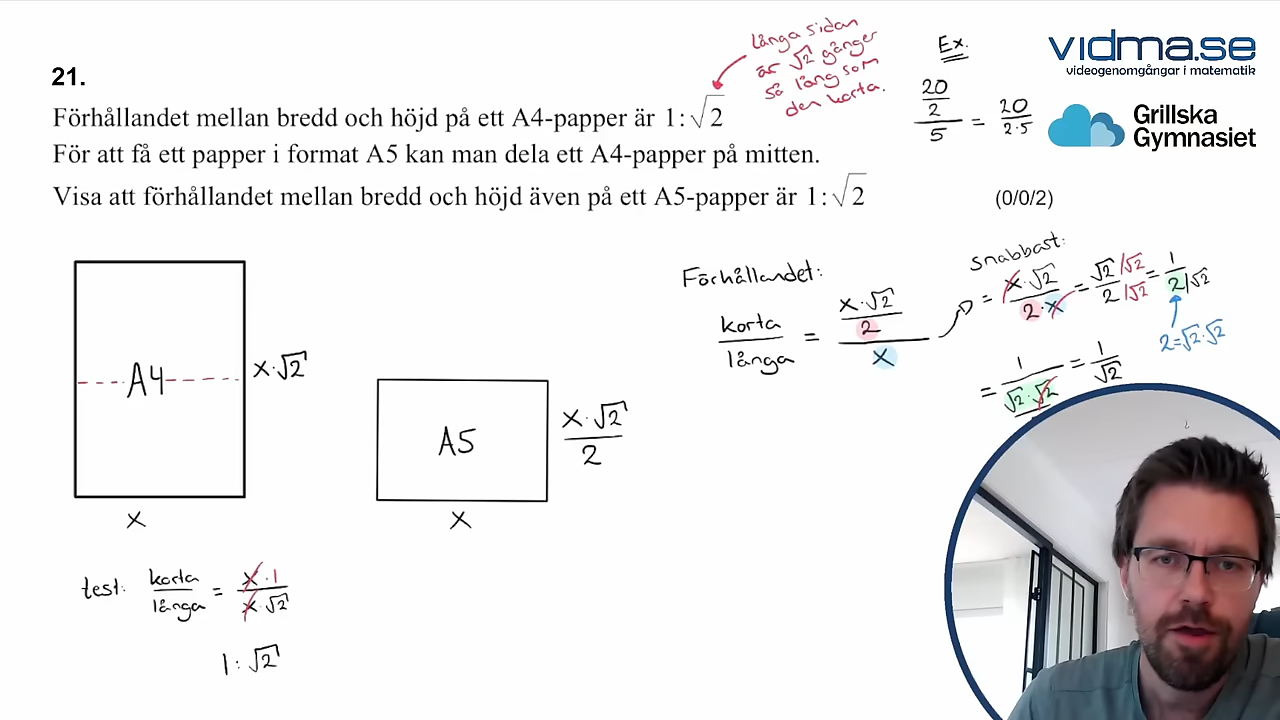 21.
Förhållandet mellan bredd och höjd på ett A4-papper är 1:√2
För att få ett papper i format A5 kan man dela ett A4-papper på mitten.
Visa att förhållandet mellan bredd och höjd även på ett A5-papper är 1:√2
(0/0/2)
långa sidan
är √2 gånger
så lång som
den korta.
Ex.
20/2 / 5 = 20 / 2·5
vidma.se
videogenomgångar i matematik
Grillska
Gymnasiet
A4
x·√2
x
A5
x·√2 / 2
x
test: korta / långa = x·1 / x·√2
1:√2
Förhållandet:
korta / långa = x·√2 / 2 / x
snabbast:
= x·√2 / 2·x = √2 /√2 / 2 /√2 = 1 / 2/√2
2=√2·√2
= 1 / √2·√2 = 1 / √2